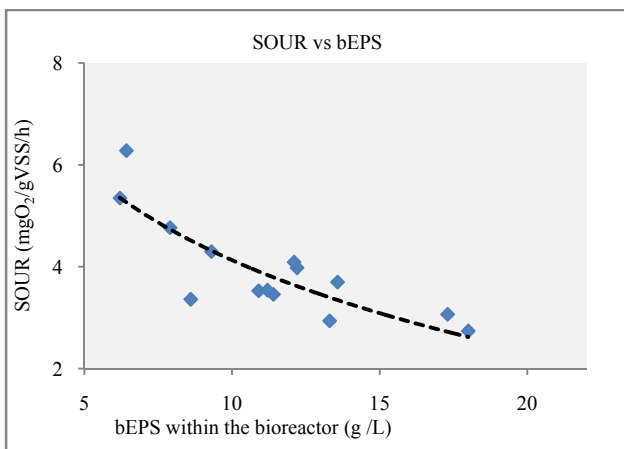 SOUR vs bEPS
8
6
4
2
SOUR (mgO₂/gVSS/h)
5 10 15 20
bEPS within the bioreactor (g /L)